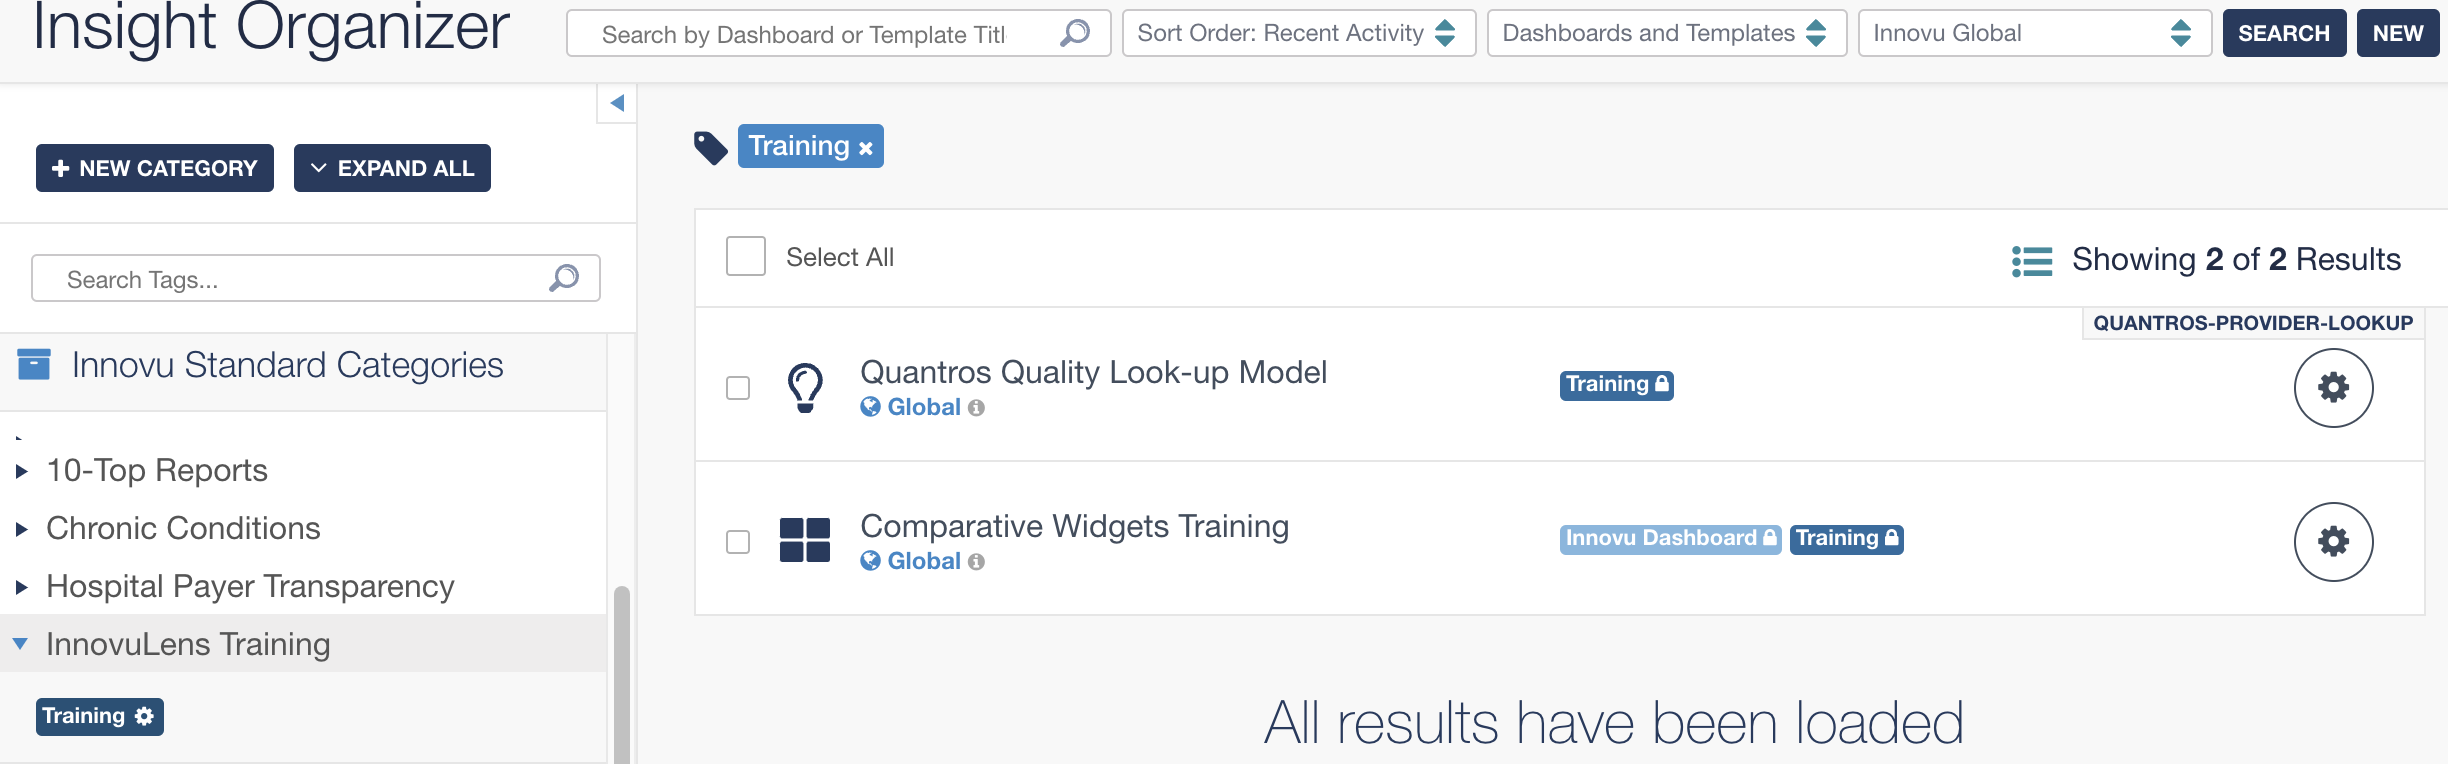 Insight Organizer
Search by Dashboard or Template Titl
Sort Order: Recent Activity
Dashboards and Templates
Innovu Global
SEARCH
NEW
NEW CATEGORY
EXPAND ALL
Search Tags...
Innovu Standard Categories
10-Top Reports
Chronic Conditions
Hospital Payer Transparency
InnovuLens Training
Training
Training ×
Select All
Showing 2 of 2 Results
QUANTROS-PROVIDER-LOOKUP
Quantros Quality Look-up Model
Global
Training
Comparative Widgets Training
Global
Innovu Dashboard
Training
All results have been loaded